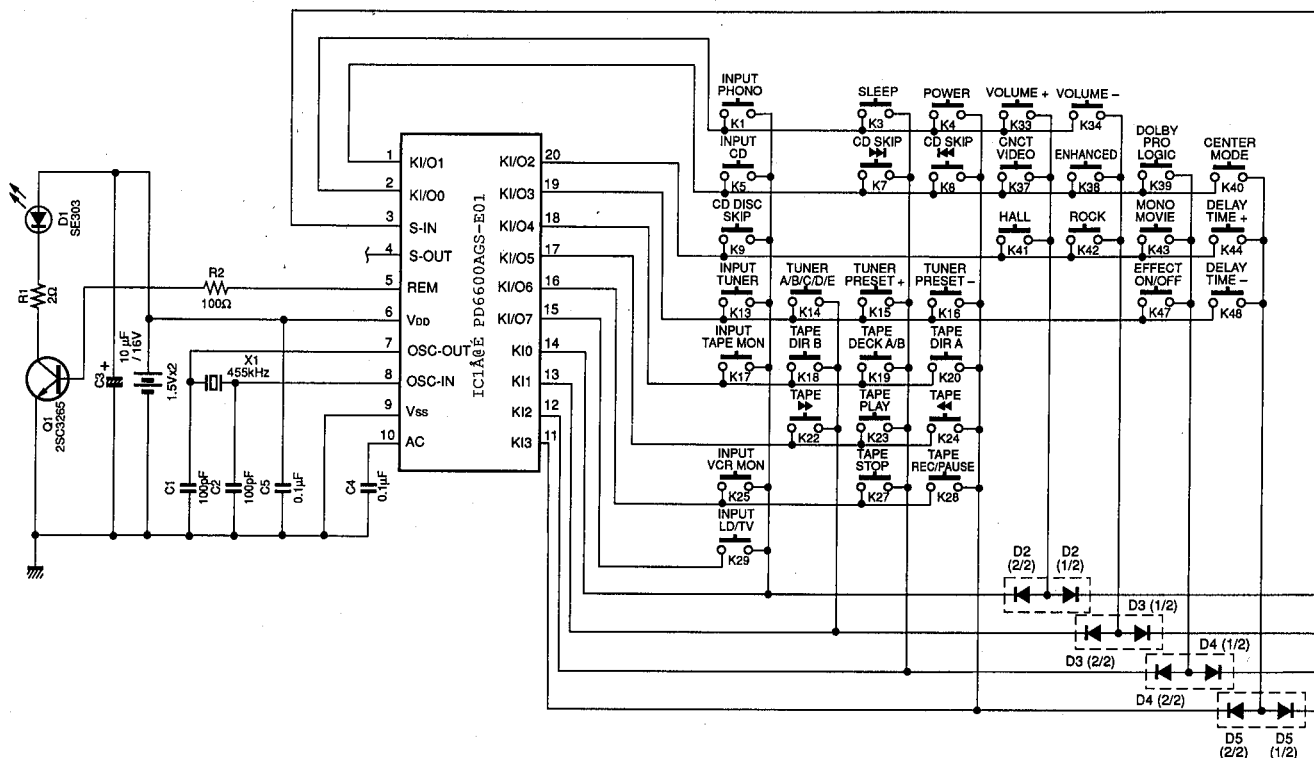 D1
SE303
R1
2Ω
Q1
2SC3265
C3 +
10 µF
/ 16V
1.5Vx2
R2
100Ω
X1
455kHz
C1
100pF
C2
100pF
C5
0.1µF
C4
0.1µF
1 KI/O1
2 KI/O0
3 S-IN
4 S-OUT
5 REM
6 VDD
7 OSC-OUT
8 OSC-IN
9 Vss
10 AC
IC1Â@E PD6600AGS-E01
KI/O2 20
KI/O3 19
KI/O4 18
KI/O5 17
KI/O6 16
KI/O7 15
KI0 14
KI1 13
KI2 12
KI3 11
INPUT
PHONO
K1
SLEEP
K3
POWER
K4
VOLUME +
K33
VOLUME –
K34
INPUT
CD
K5
CD SKIP
K7
CD SKIP
K8
CNCT
VIDEO
K37
ENHANCED
K38
DOLBY
PRO
LOGIC
K39
CENTER
MODE
K40
CD DISC
SKIP
K9
HALL
K41
ROCK
K42
MONO
MOVIE
K43
DELAY
TIME +
K44
INPUT
TUNER
K13
TUNER
A/B/C/D/E
K14
TUNER
PRESET +
K15
TUNER
PRESET –
K16
EFFECT
ON/OFF
K47
DELAY
TIME –
K48
INPUT
TAPE MON
K17
TAPE
DIR B
K18
TAPE
DECK A/B
K19
TAPE
DIR A
K20
TAPE
K22
TAPE
PLAY
K23
TAPE
K24
INPUT
VCR MON
K25
TAPE
STOP
K27
TAPE
REC/PAUSE
K28
INPUT
LD/TV
K29
D2
(2/2)
D2
(1/2)
D3 (1/2)
D3 (2/2)
D4 (1/2)
D4 (2/2)
D5
(2/2)
D5
(1/2)